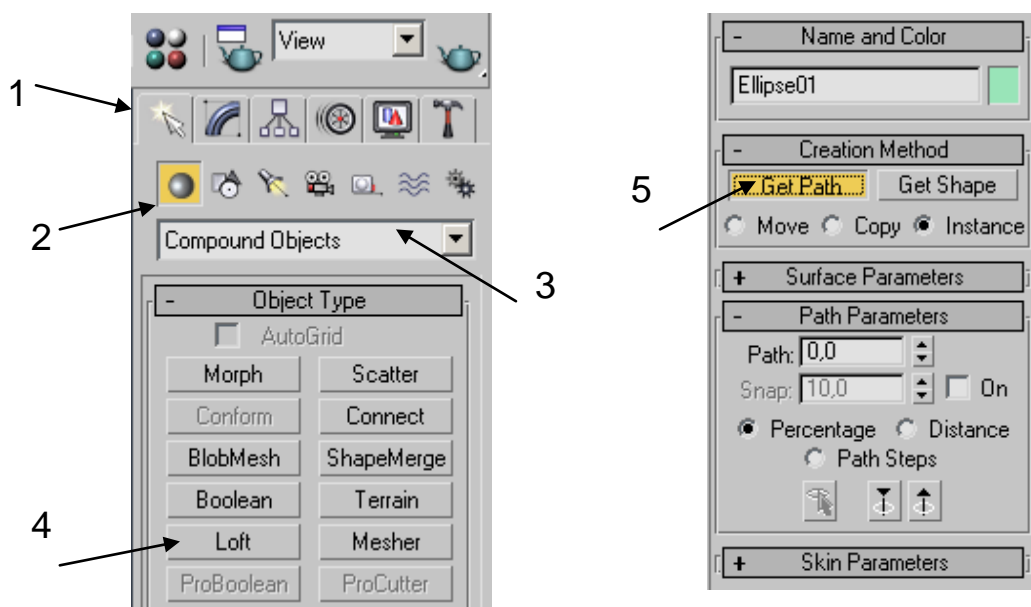 View
1
2
Compound Objects
3
- Object Type
AutoGrid
Morph Scatter
Conform Connect
BlobMesh ShapeMerge
Boolean Terrain
4
Loft Mesher
ProBoolean ProCutter
- Name and Color
Ellipse01
- Creation Method
5
Get Path Get Shape
Move Copy Instance
+ Surface Parameters
- Path Parameters
Path: 0,0
Snap: 10,0 On
Percentage Distance
Path Steps
+ Skin Parameters